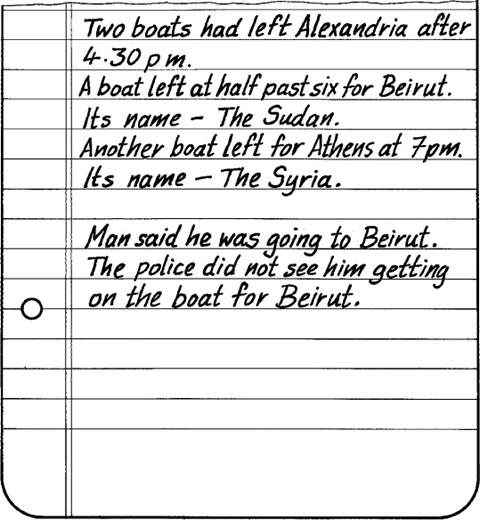 Two boats had left Alexandria after
4.30 pm.
A boat left at half past six for Beirut.
Its name – The Sudan.
Another boat left for Athens at 7pm.
Its name – The Syria.
Man said he was going to Beirut.
The police did not see him getting
on the boat for Beirut.